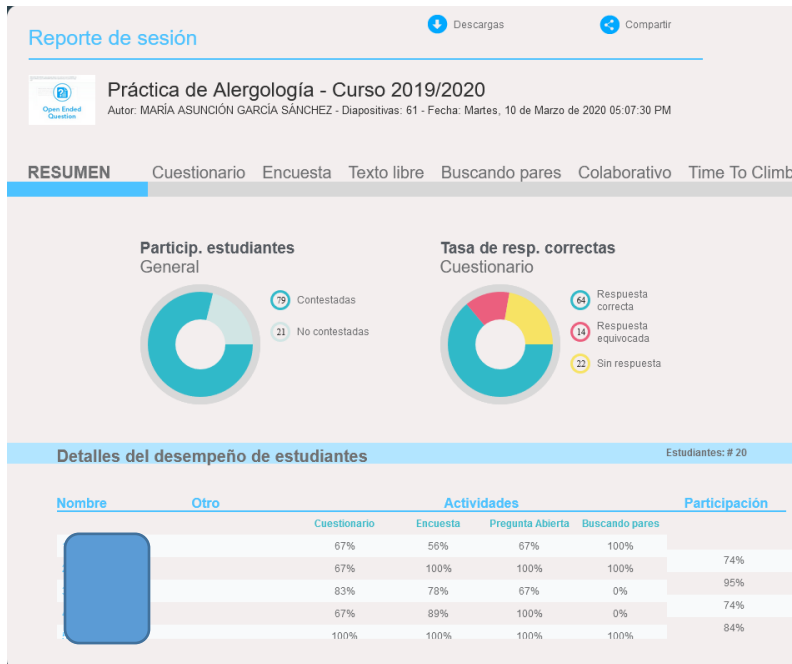 Descargas
Compartir
Reporte de sesión
Open Ended
Question
Práctica de Alergología - Curso 2019/2020
Autor: MARÍA ASUNCIÓN GARCÍA SÁNCHEZ - Diapositivas: 61 - Fecha: Martes, 10 de Marzo de 2020 05:07:30 PM
RESUMEN Cuestionario Encuesta Texto libre Buscando pares Colaborativo Time To Climb
Particip. estudiantes
General
79 Contestadas
21 No contestadas
Tasa de resp. correctas
Cuestionario
64 Respuesta
correcta
14 Respuesta
equivocada
22 Sin respuesta
Detalles del desempeño de estudiantes
Estudiantes: # 20
Nombre Otro Actividades Participación
Cuestionario Encuesta Pregunta Abierta Buscando pares
67% 56% 67% 100%
74%
67% 100% 100% 100%
95%
83% 78% 67% 0%
74%
67% 89% 100% 0%
84%
100% 100% 100% 100%